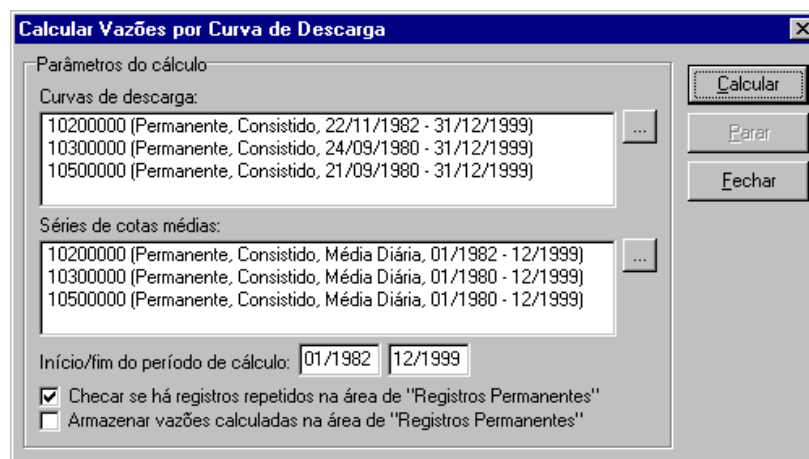 Calcular Vazões por Curva de Descarga
Parâmetros do cálculo
Curvas de descarga:
10200000 (Permanente, Consistido, 22/11/1982 - 31/12/1999)
10300000 (Permanente, Consistido, 24/09/1980 - 31/12/1999)
10500000 (Permanente, Consistido, 21/09/1980 - 31/12/1999)
...
Séries de cotas médias:
10200000 (Permanente, Consistido, Média Diária, 01/1982 - 12/1999)
10300000 (Permanente, Consistido, Média Diária, 01/1980 - 12/1999)
10500000 (Permanente, Consistido, Média Diária, 01/1980 - 12/1999)
...
Início/fim do período de cálculo: 01/1982 12/1999
Checar se há registros repetidos na área de "Registros Permanentes"
Armazenar vazões calculadas na área de "Registros Permanentes"
Calcular
Parar
Fechar